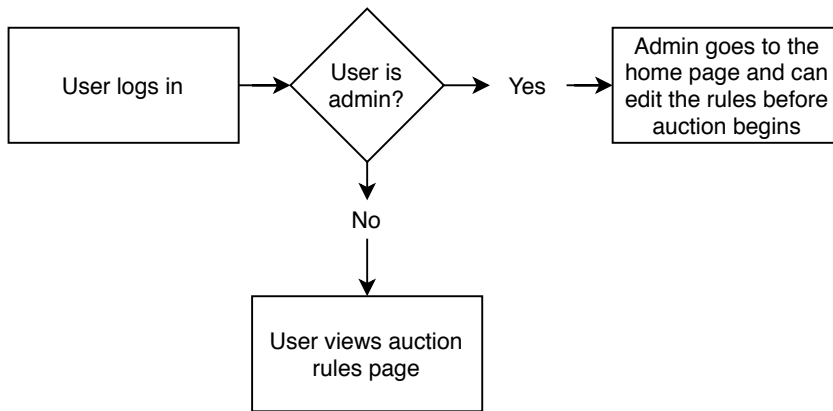 User logs in
User is
admin?
Yes
Admin goes to the
home page and can
edit the rules before
auction begins
No
User views auction
rules page